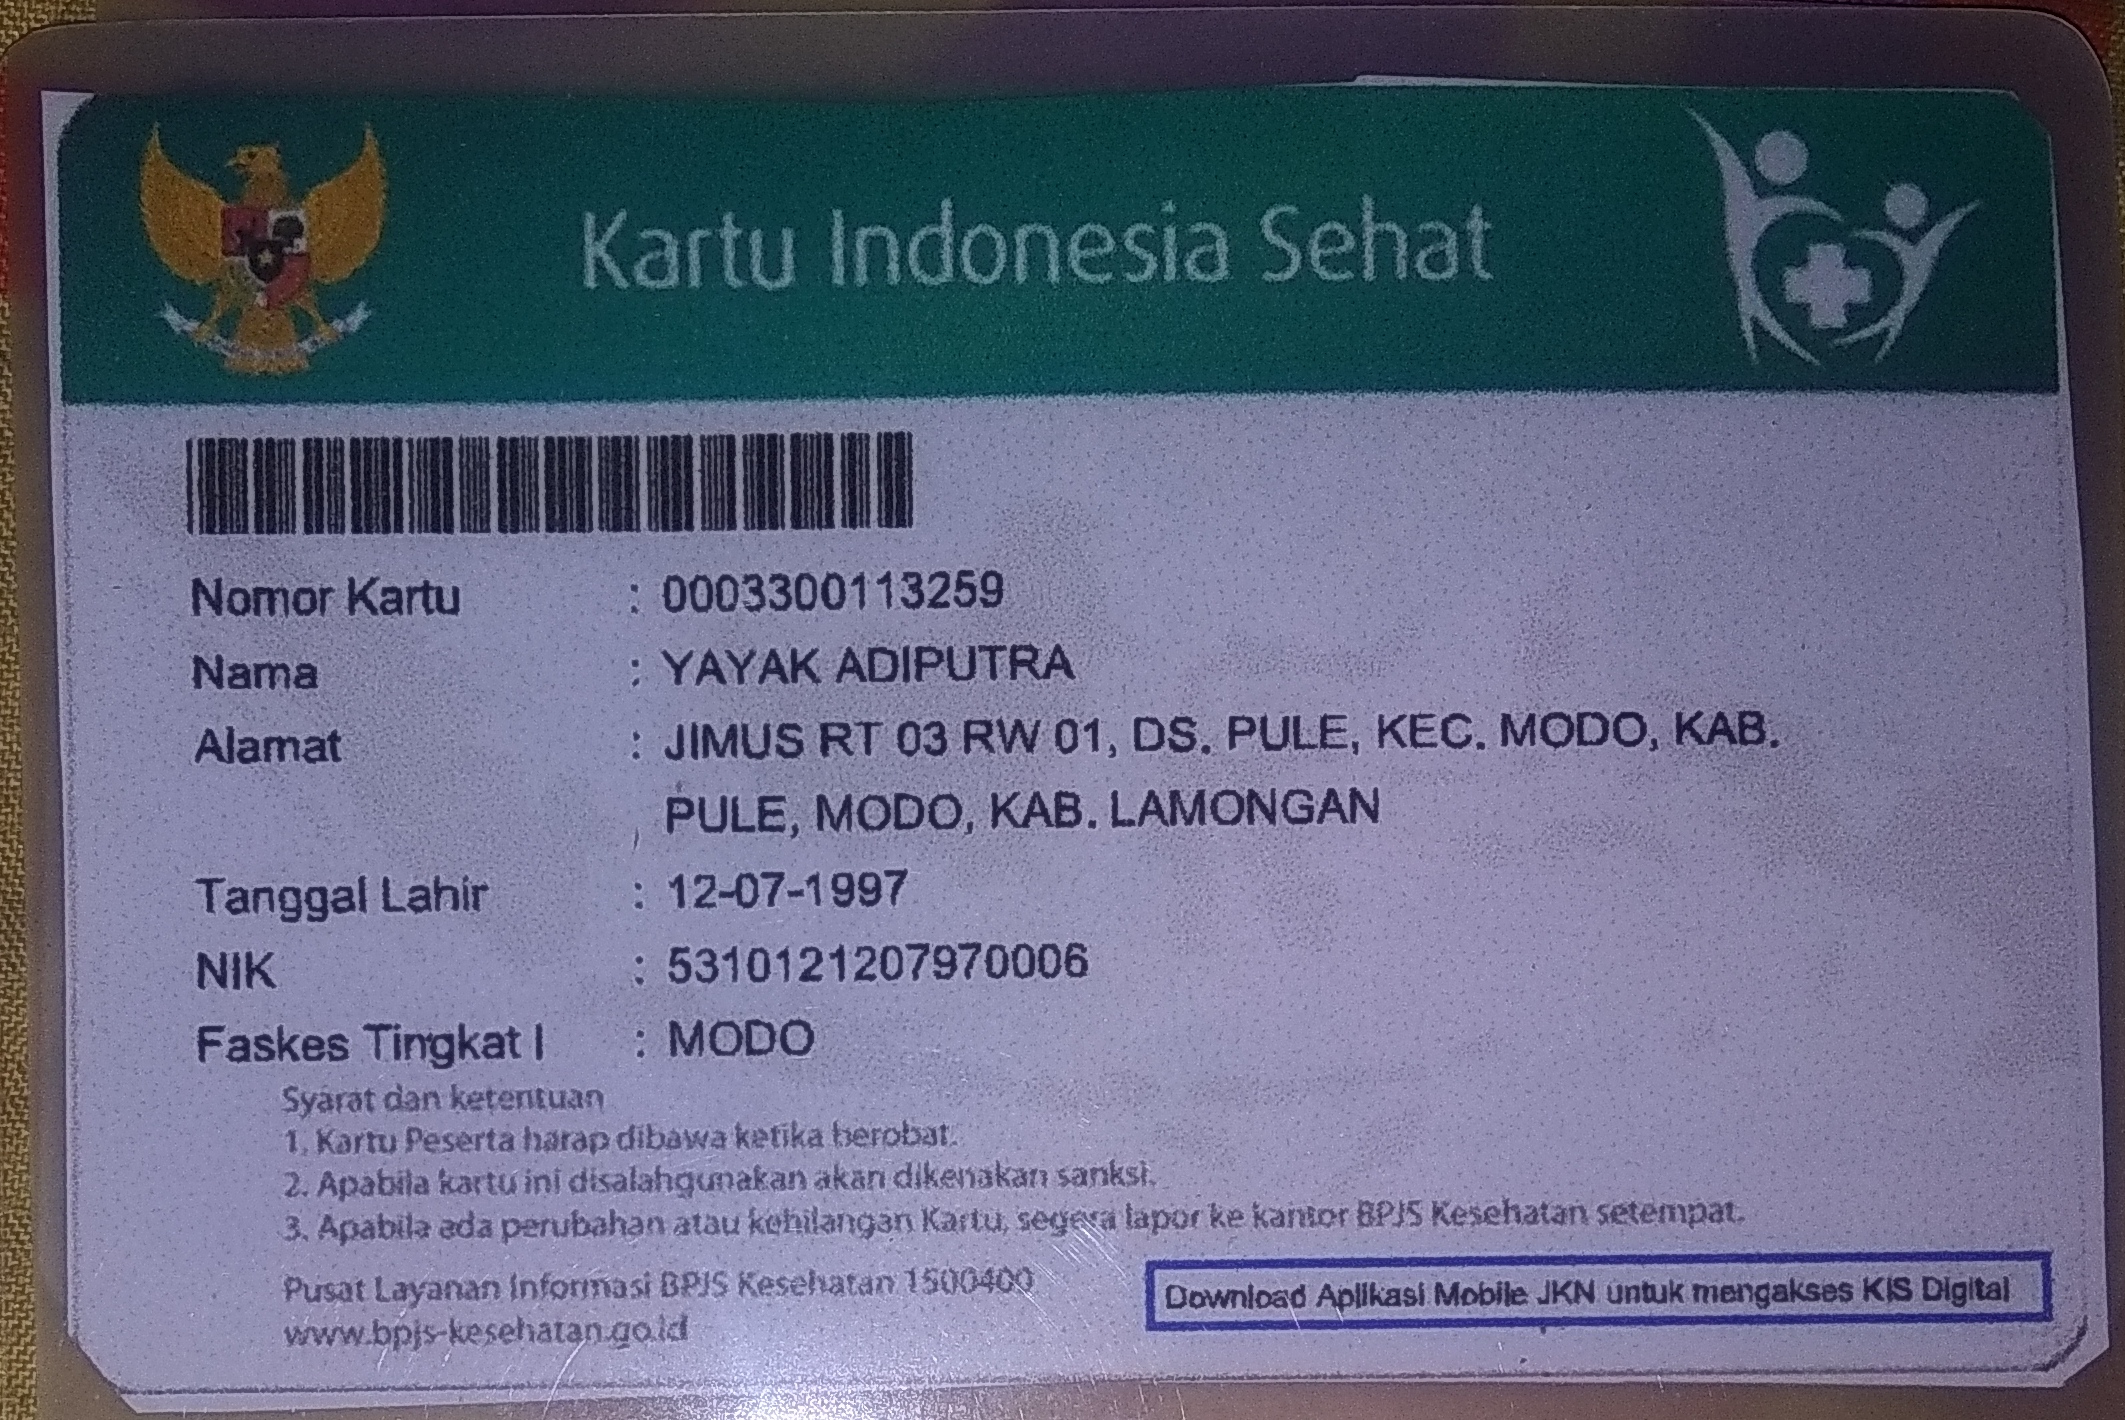 Kartu Indonesia Sehat
Nomor Kartu : 0003300113259
Nama : YAYAK ADIPUTRA
Alamat : JIMUS RT 03 RW 01, DS. PULE, KEC. MODO, KAB.
PULE, MODO, KAB. LAMONGAN
Tanggal Lahir : 12-07-1997
NIK : 5310121207970006
Faskes Tingkat I : MODO
Syarat dan ketentuan
1. Kartu Peserta harap dibawa ketika berobat.
2. Apabila kartu ini disalahgunakan akan dikenakan sanksi.
3. Apabila ada perubahan atau kehilangan Kartu, segera lapor ke kantor BPJS Kesehatan setempat.
Pusat Layanan Informasi BPJS Kesehatan 1500400
www.bpjs-kesehatan.go.id
Download Aplikasi Mobile JKN untuk mengakses KIS Digital